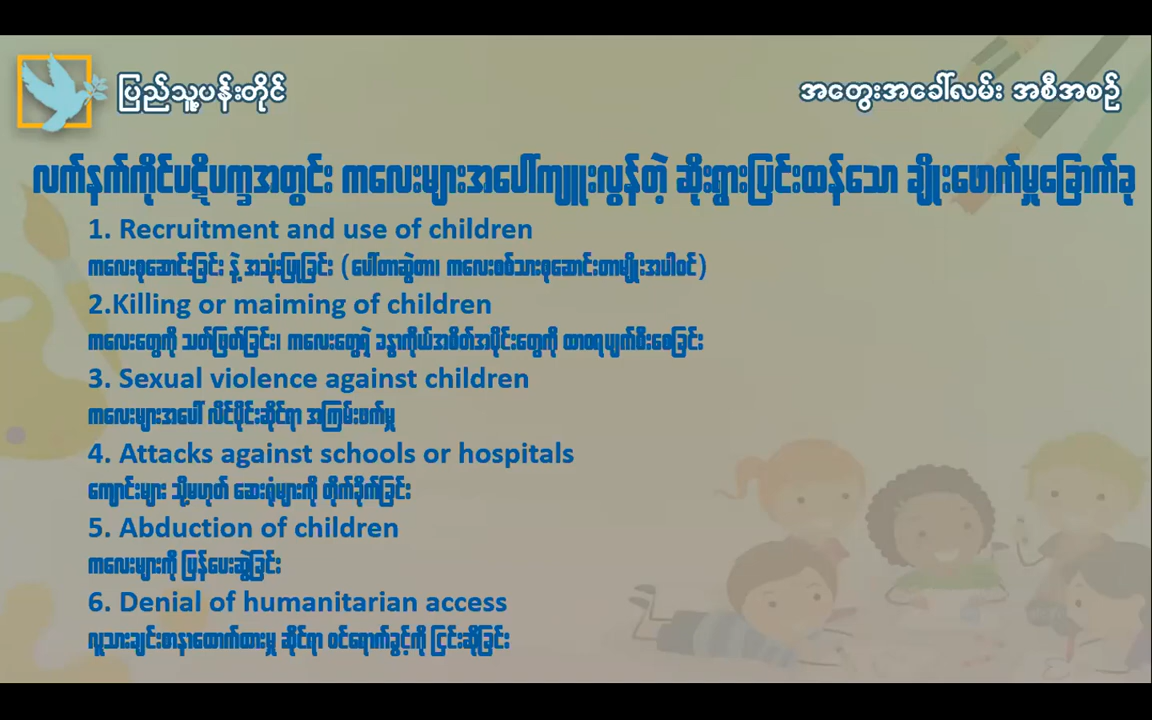 ပြည်သူ့ပန်းတိုင်
အတွေးအခေါ်လမ်း အစီအစဉ်
လက်နက်ကိုင်ပဋိပက္ခအတွင်း ကလေးများအပေါ်ကျူးလွန်တဲ့ ဆိုးရွားပြင်းထန်သော ချိုးဖောက်မှုခြောက်ခု
1. Recruitment and use of children
ကလေးစုဆောင်းခြင်း နဲ့ အသုံးပြုခြင်း (ပေါ်တာဆွဲတာ၊ ကလေးစစ်သားစုဆောင်းတာမျိုးအပါဝင်)
2.Killing or maiming of children
ကလေးတွေကို သတ်ဖြတ်ခြင်း၊ ကလေးတွေရဲ့ ခန္ဓာကိုယ်အစိတ်အပိုင်းတွေကို ထာဝရပျက်စီးစေခြင်း
3. Sexual violence against children
ကလေးများအပေါ် လိင်ပိုင်းဆိုင်ရာ အကြမ်းဖက်မှု
4. Attacks against schools or hospitals
ကျောင်းများ သို့မဟုတ် ဆေးရုံများကို တိုက်ခိုက်ခြင်း
5. Abduction of children
ကလေးများကို ပြန်ပေးဆွဲခြင်း
6. Denial of humanitarian access
လူသားချင်းစာနာထောက်ထားမှု ဆိုင်ရာ ဝင်ရောက်ခွင့်ကို ငြင်းဆိုခြင်း